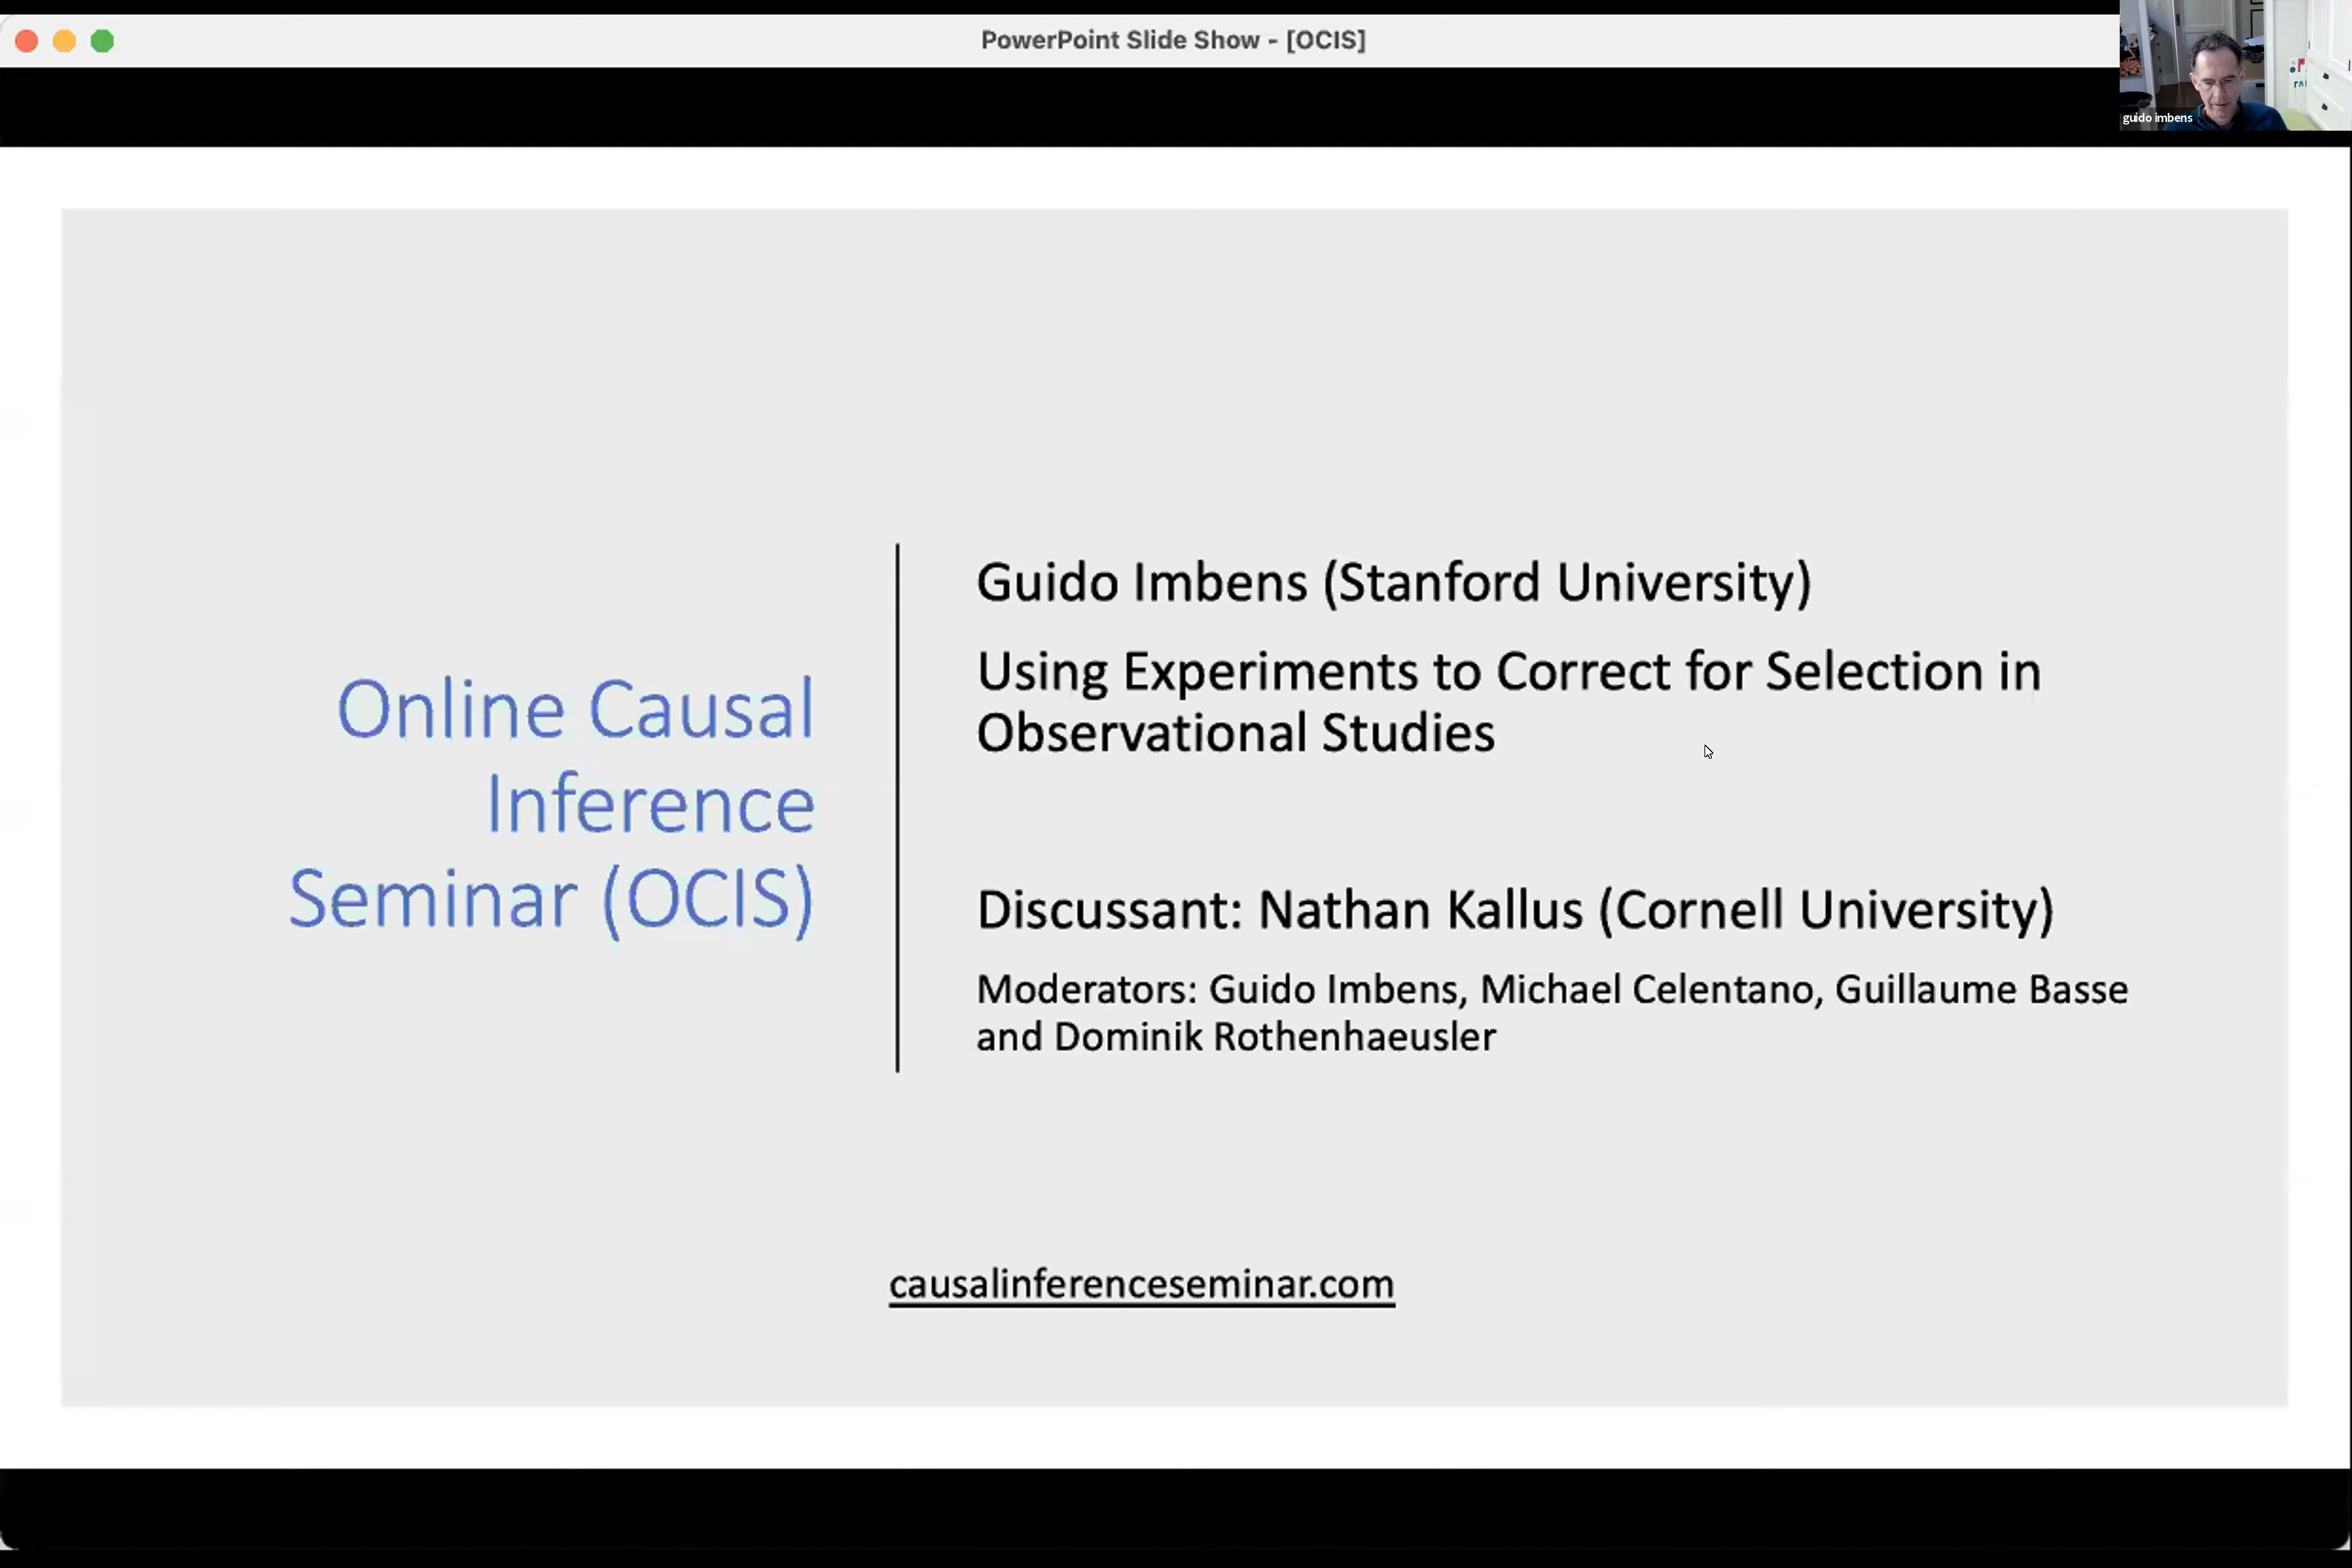 PowerPoint Slide Show - [OCIS]
guido imbens
Online Causal
Inference
Seminar (OCIS)
Guido Imbens (Stanford University)
Using Experiments to Correct for Selection in
Observational Studies
Discussant: Nathan Kallus (Cornell University)
Moderators: Guido Imbens, Michael Celentano, Guillaume Basse
and Dominik Rothenhaeusler
causalinferenceseminar.com